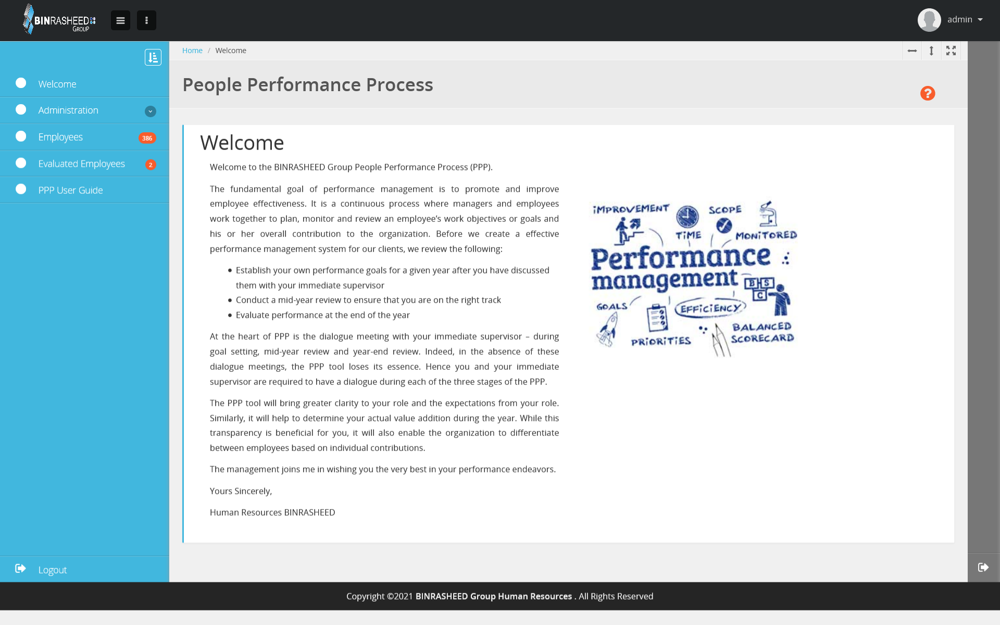 BINRASHEED
GROUP
admin
Welcome
Administration
Employees 386
Evaluated Employees 2
PPP User Guide
Logout
Home / Welcome
People Performance Process
?
Welcome
Welcome to the BINRASHEED Group People Performance Process (PPP).
The fundamental goal of performance management is to promote and improve
employee effectiveness. It is a continuous process where managers and employees
work together to plan, monitor and review an employee’s work objectives or goals and
his or her overall contribution to the organization. Before we create a effective
performance management system for our clients, we review the following:
• Establish your own performance goals for a given year after you have discussed
them with your immediate supervisor
• Conduct a mid-year review to ensure that you are on the right track
• Evaluate performance at the end of the year
At the heart of PPP is the dialogue meeting with your immediate supervisor – during
goal setting, mid-year review and year-end review. Indeed, in the absence of these
dialogue meetings, the PPP tool loses its essence. Hence you and your immediate
supervisor are required to have a dialogue during each of the three stages of the PPP.
The PPP tool will bring greater clarity to your role and the expectations from your role.
Similarly, it will help to determine your actual value addition during the year. While this
transparency is beneficial for you, it will also enable the organization to differentiate
between employees based on individual contributions.
The management joins me in wishing you the very best in your performance endeavors.
Yours Sincerely,
Human Resources BINRASHEED
IMPROVEMENT
SCOPE
TIME
MONITORED
Performance
management
B S
C
GOALS
EFFICIENCY
PRIORITIES
BALANCED
SCORECARD
Copyright ©2021 BINRASHEED Group Human Resources . All Rights Reserved